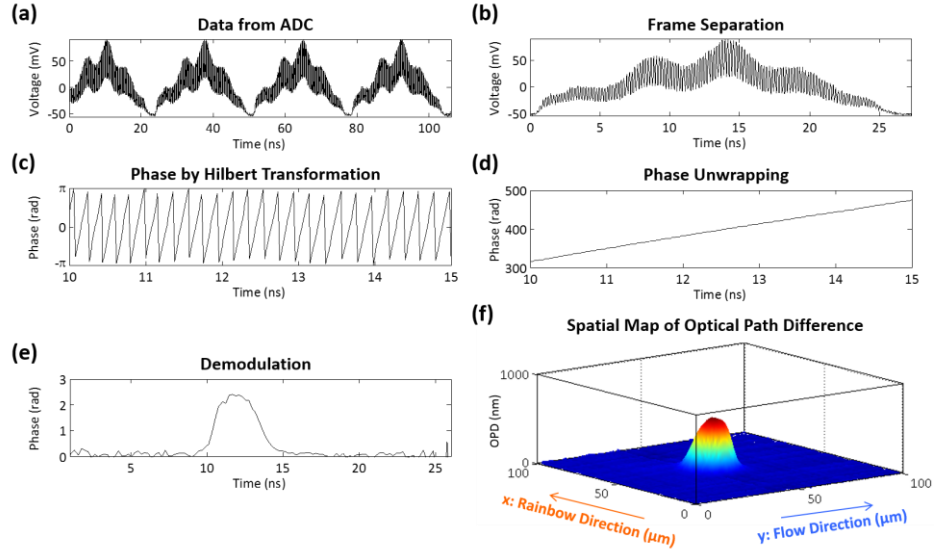 (a)
Data from ADC
Voltage (mV)
50
0
-50
0 20 40 60 80 100
Time (ns)
(b)
Frame Separation
Voltage (mV)
50
0
-50
0 5 10 15 20 25
Time (ns)
(c)
Phase by Hilbert Transformation
Phase (rad)
π
0
-π
10 11 12 13 14 15
Time (ns)
(d)
Phase Unwrapping
Phase (rad)
500
400
300
10 11 12 13 14 15
Time (ns)
(e)
Demodulation
Phase (rad)
3
2
1
0
5 10 15 20 25
Time (ns)
(f)
Spatial Map of Optical Path Difference
OPD (nm)
1000
0
100
50
0
0
50
100
x: Rainbow Direction (μm)
y: Flow Direction (μm)